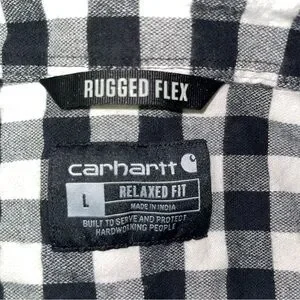 RUGGED FLEX
carhartt
L RELAXED FIT
MADE IN INDIA
BUILT TO SERVE AND PROTECT
HARDWORKING PEOPLE